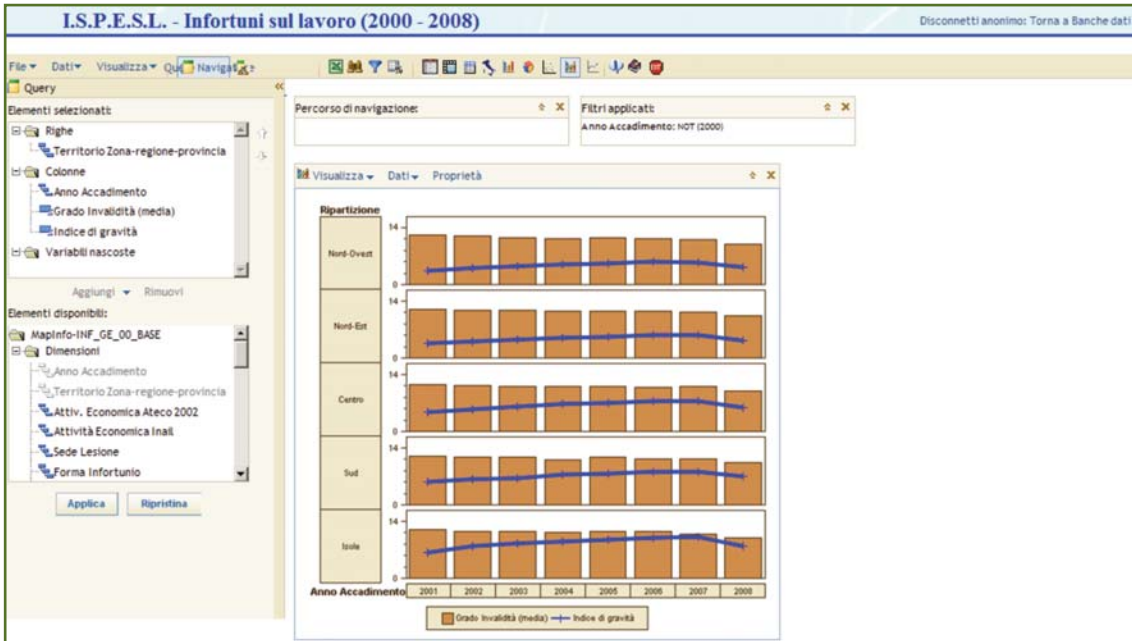 I.S.P.E.S.L. - Infortuni sul lavoro (2000 - 2008)
Disconnetti anonimo: Torna a Banche dati
File Dati Visualizza
Query
Elementi selezionati:
Righe
Territorio Zona-regione-provincia
Colonne
Anno Accadimento
Grado Invalidità (media)
Indice di gravità
Variabili nascoste
Aggiungi Rimuovi
Elementi disponibili:
MapInfo-INF_GE_00_BASE
Dimensioni
Anno Accadimento
Territorio Zona-regione-provincia
Attiv. Economica Ateco 2002
Attività Economica Inail
Sede Lesione
Forma Infortunio
Applica Ripristina
Percorso di navigazione:
Filtri applicati:
Anno Accadimento: NOT (2000)
Visualizza Dati Proprietà
Ripartizione
Nord-Ovest
14
0
Nord-Est
14
0
Centro
14
0
Sud
14
0
Isole
14
0
Anno Accadimento 2001 2002 2003 2004 2005 2006 2007 2008
Grado Invalidità (media) Indice di gravità